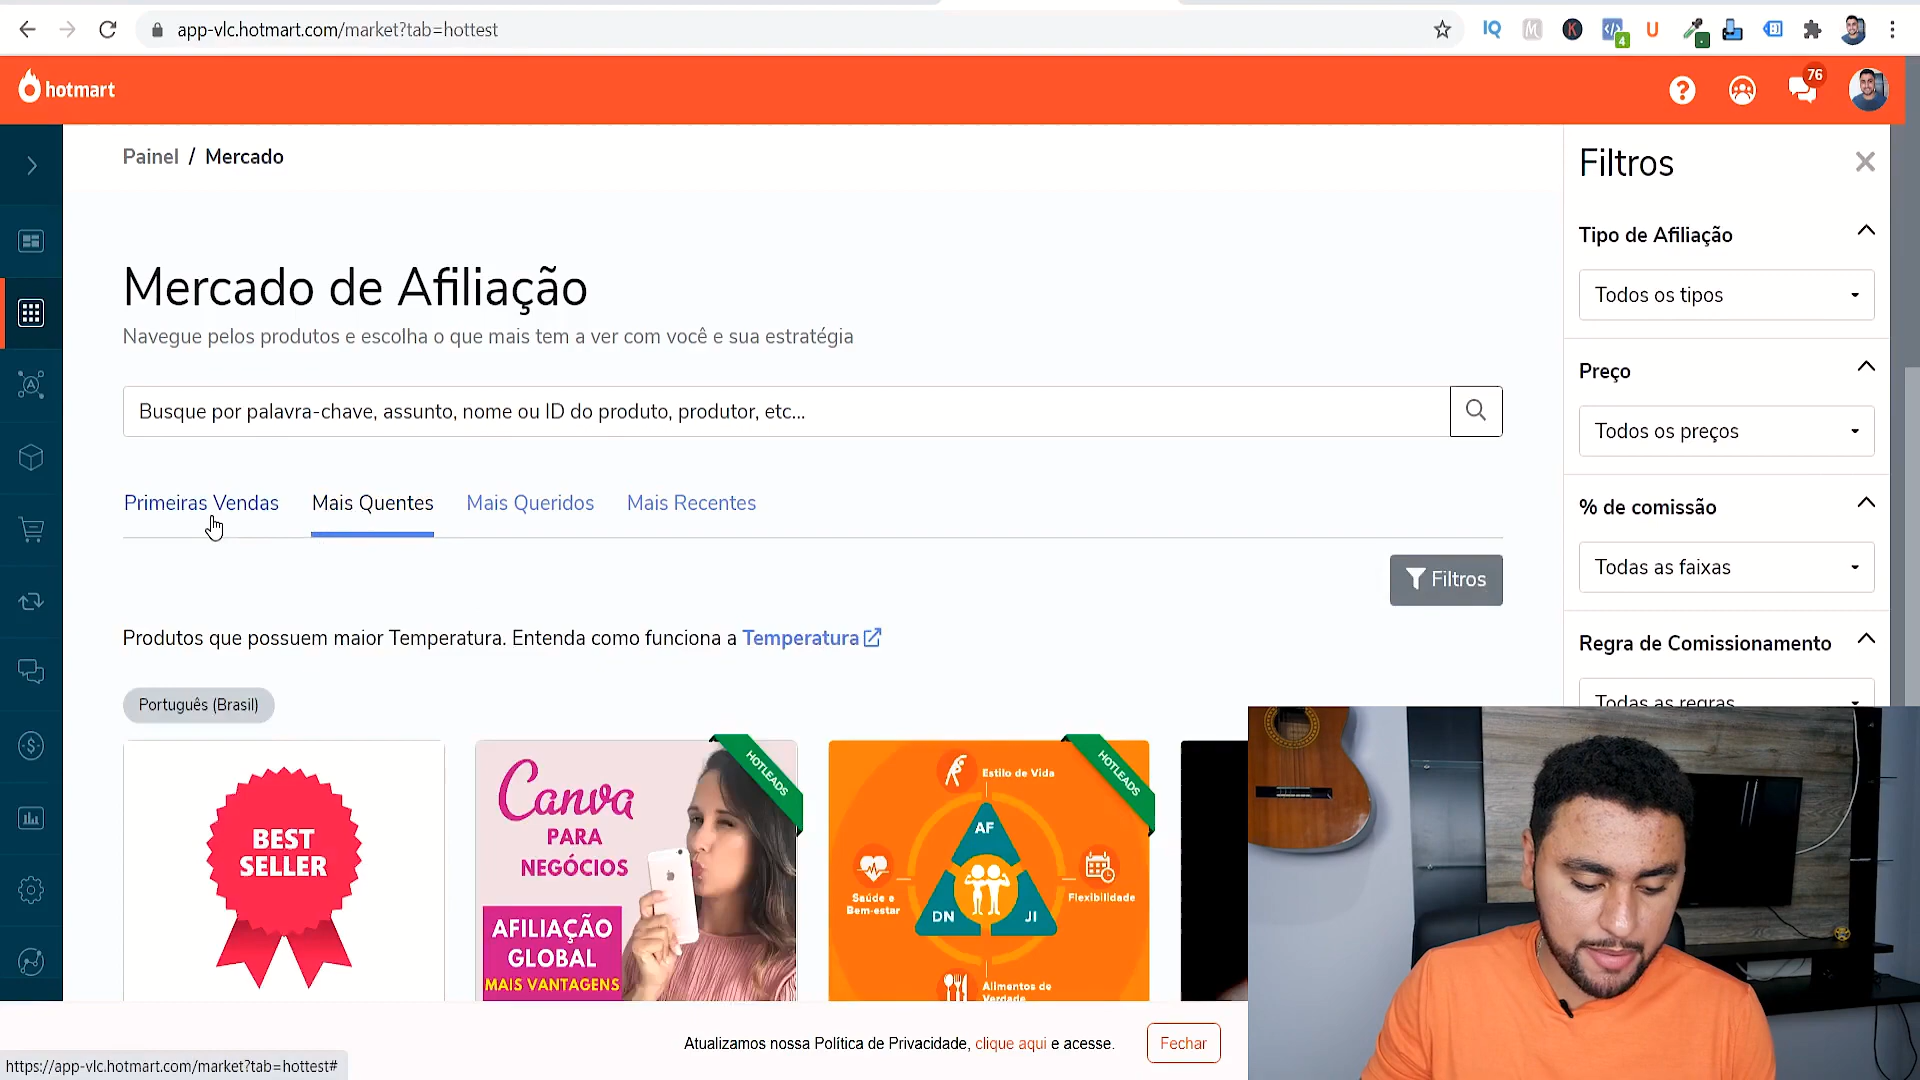 app-vlc.hotmart.com/market?tab=hottest
IQ
M
K
4
U
hotmart
?
76
Painel / Mercado
Mercado de Afiliação
Navegue pelos produtos e escolha o que mais tem a ver com você e sua estratégia
Busque por palavra-chave, assunto, nome ou ID do produto, produtor, etc...
Primeiras Vendas
Mais Quentes
Mais Queridos
Mais Recentes
Filtros
Produtos que possuem maior Temperatura. Entenda como funciona a Temperatura
Português (Brasil)
BEST
SELLER
Canva
PARA
NEGÓCIOS
AFILIAÇÃO
GLOBAL
MAIS VANTAGENS
HOTLEADS
Estilo de Vida
AF
Saúde e
Bem-estar
Flexibilidade
DN
JI
Alimentos de
Verdade
HOTLEADS
Filtros
Tipo de Afiliação
Todos os tipos
Preço
Todos os preços
% de comissão
Todas as faixas
Regra de Comissionamento
Todas as regras
Atualizamos nossa Política de Privacidade, clique aqui e acesse.
Fechar
https://app-vlc.hotmart.com/market?tab=hottest#